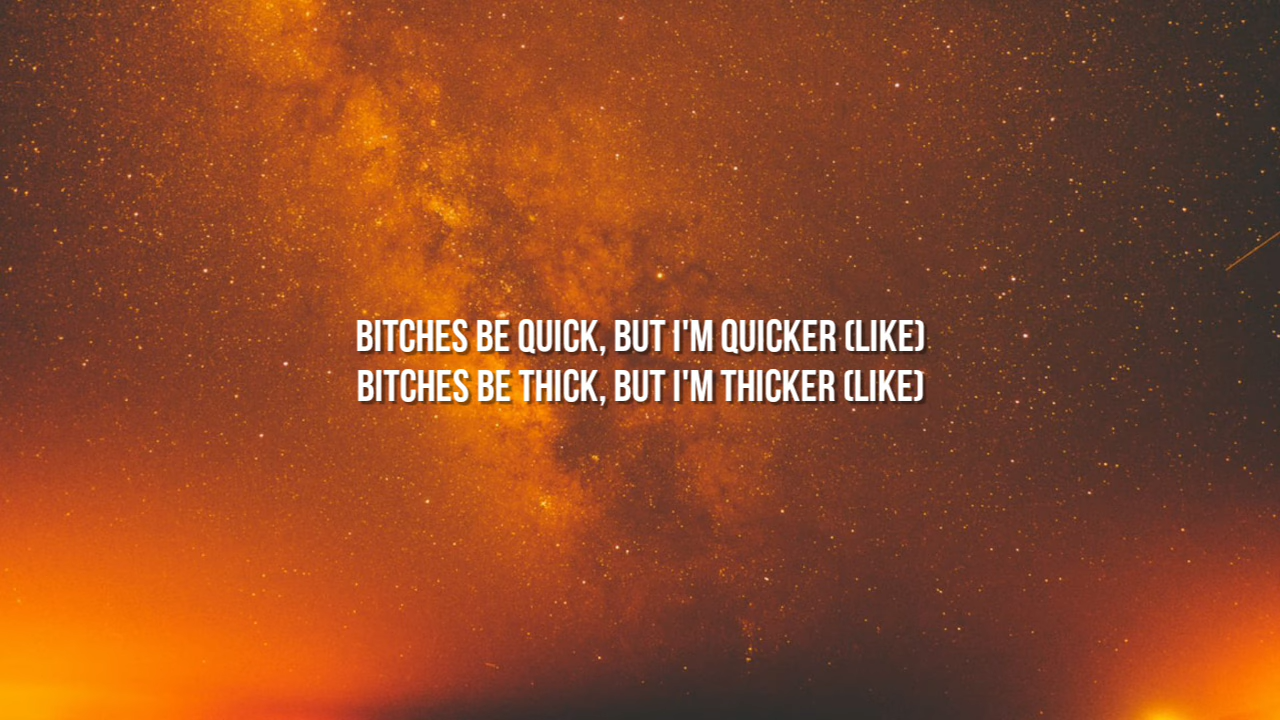 BITCHES BE QUICK, BUT I'M QUICKER (LIKE)
BITCHES BE THICK, BUT I'M THICKER (LIKE)